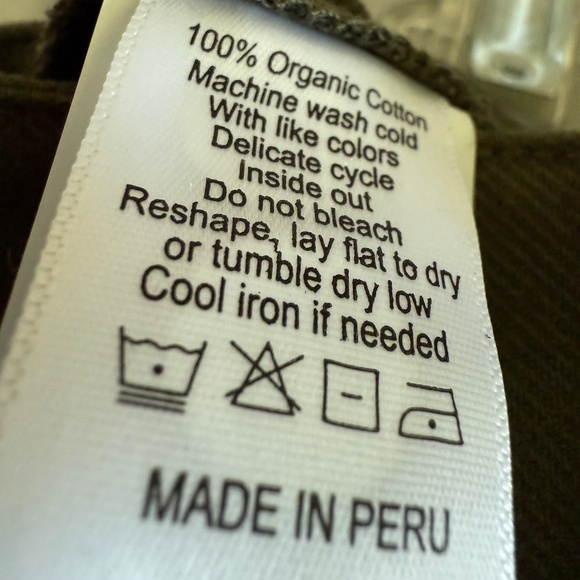 100% Organic Cotton
Machine wash cold
With like colors
Delicate cycle
Inside out
Do not bleach
Reshape, lay flat to dry
or tumble dry low
Cool iron if needed
MADE IN PERU